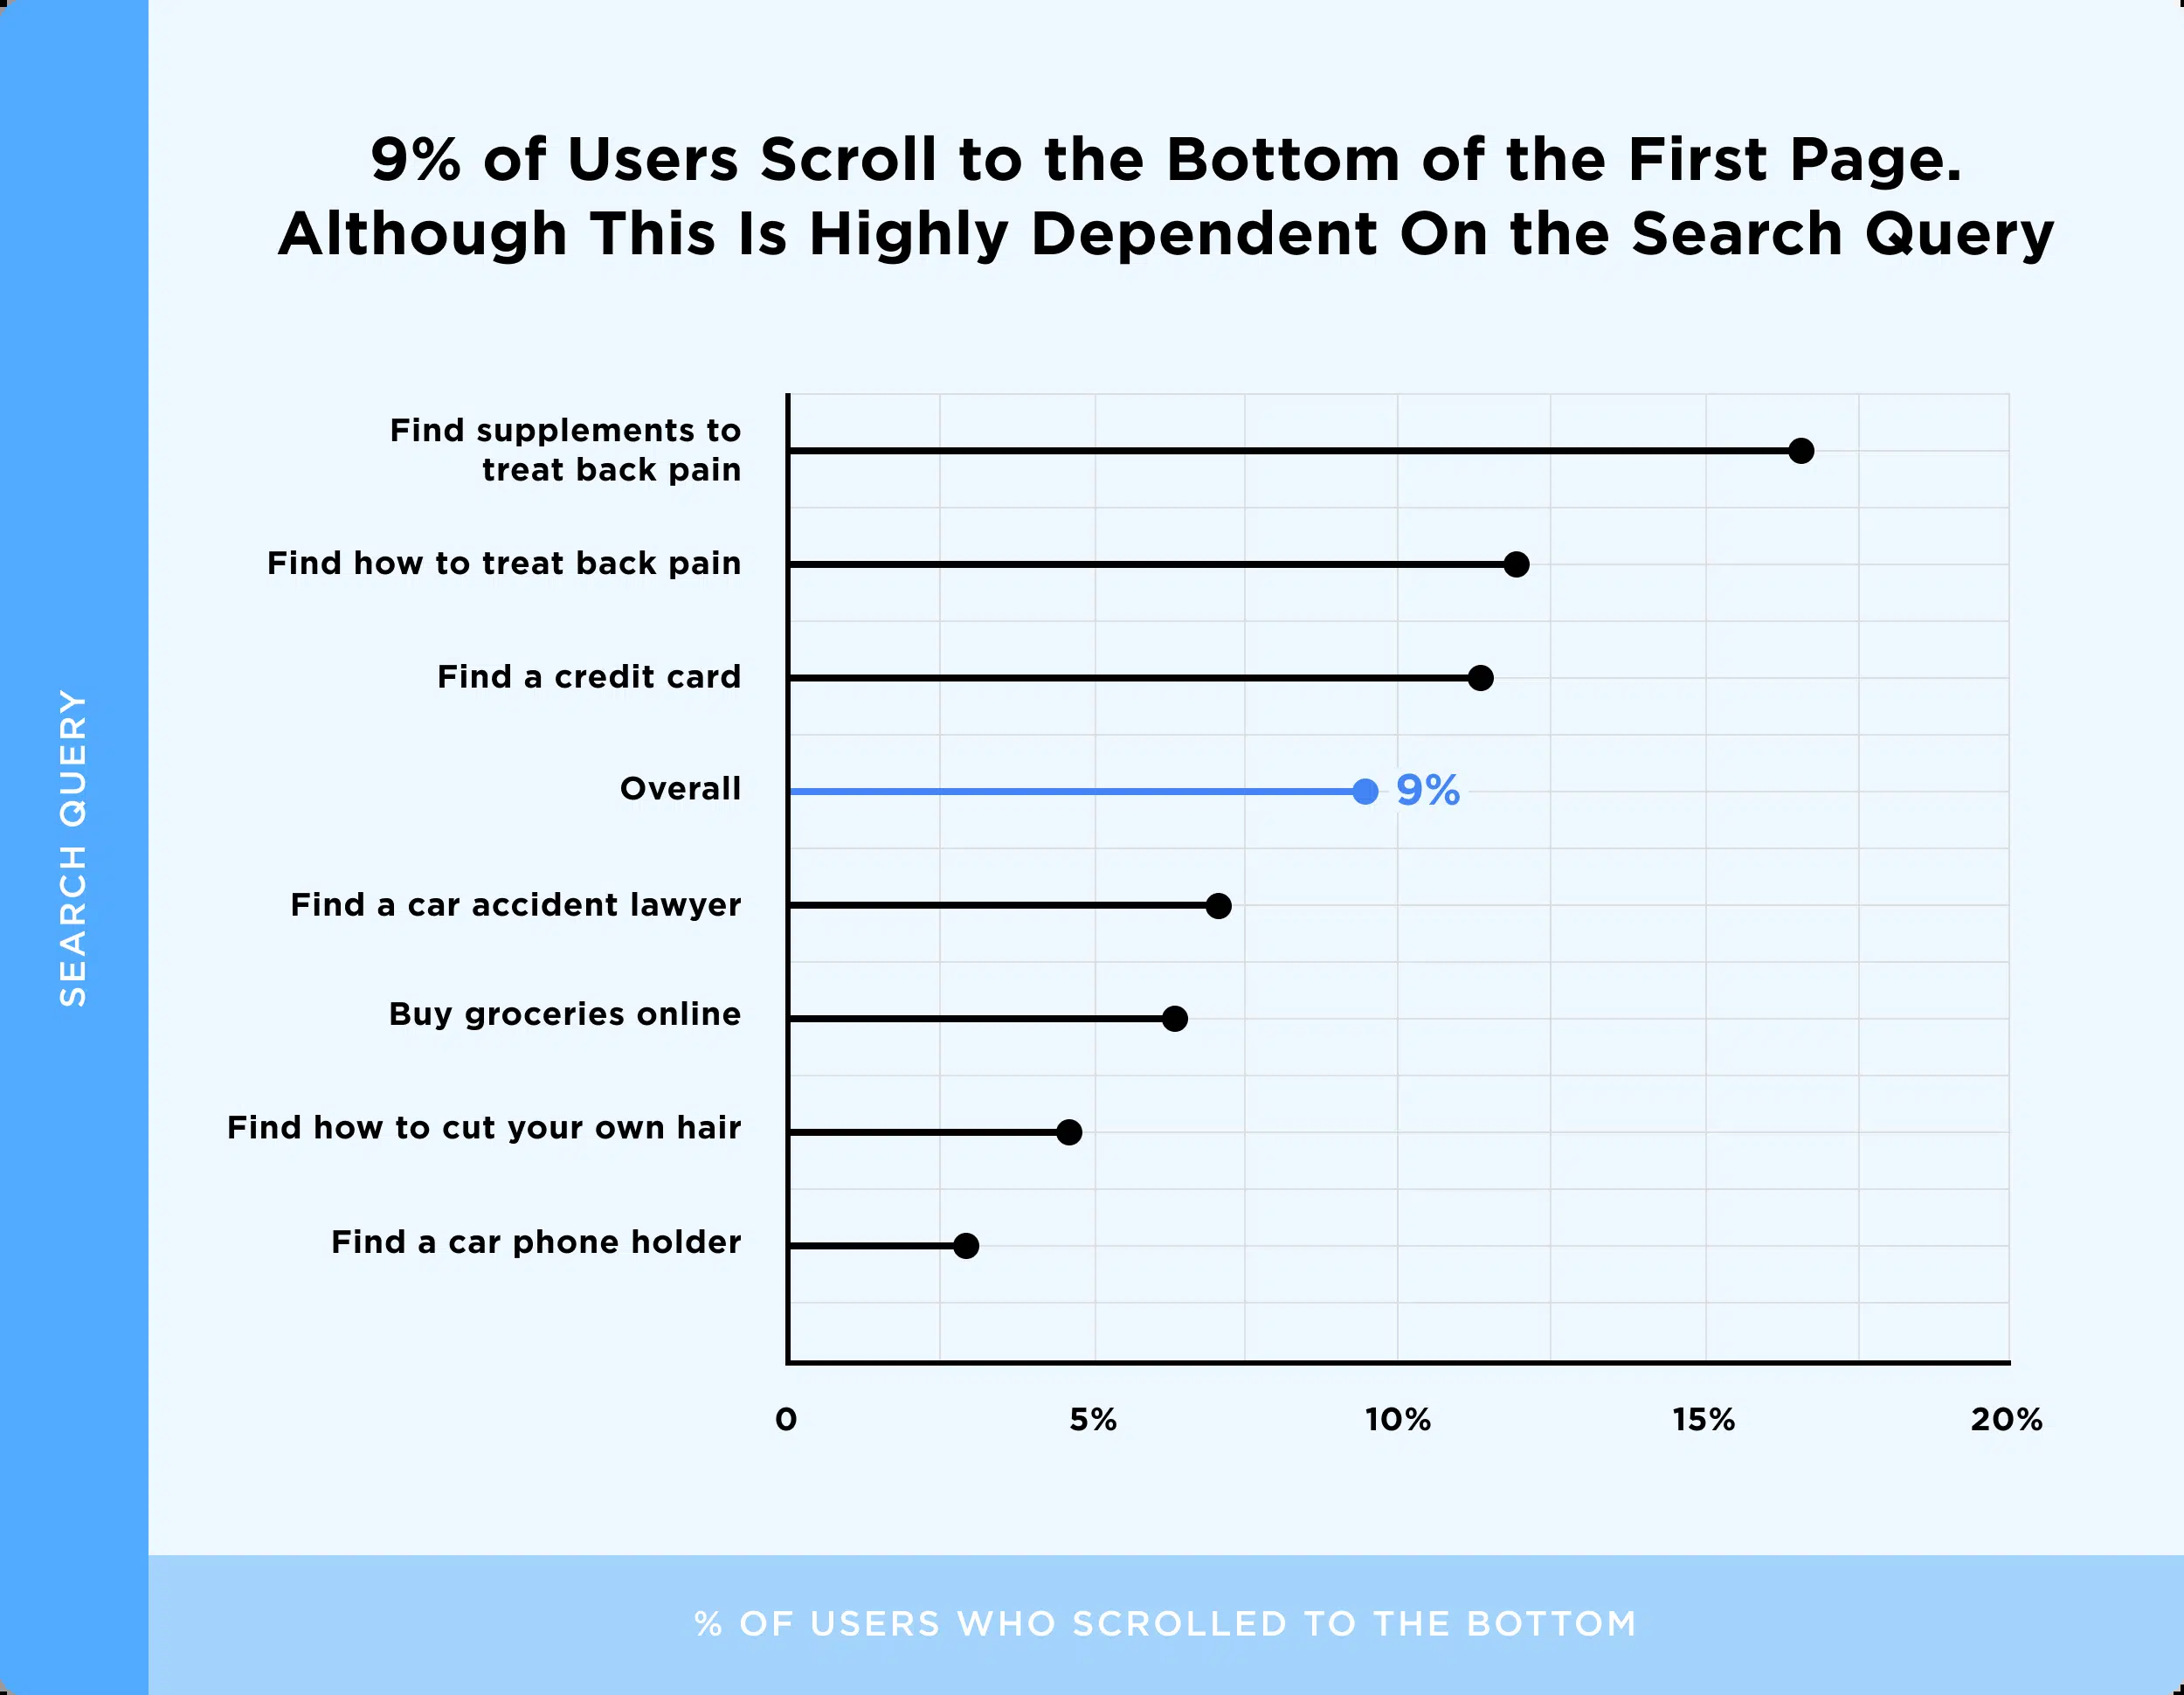 9% of Users Scroll to the Bottom of the First Page.
Although This Is Highly Dependent On the Search Query
SEARCH QUERY
Find supplements to
treat back pain
Find how to treat back pain
Find a credit card
Overall
9%
Find a car accident lawyer
Buy groceries online
Find how to cut your own hair
Find a car phone holder
0
5%
10%
15%
20%
% OF USERS WHO SCROLLED TO THE BOTTOM